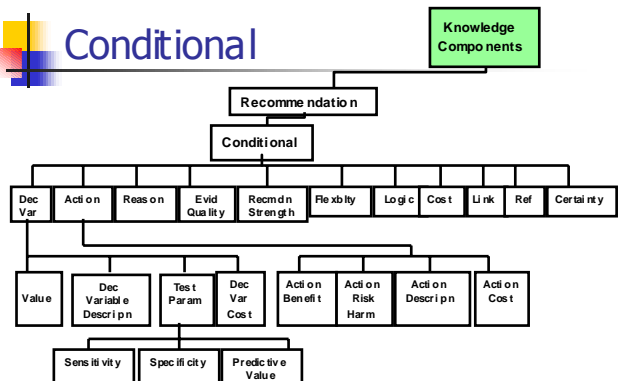 Conditional
Knowledge
Components
Recommendation
Conditional
Dec
Var
Action
Reason
Evid
Quality
Recmdn
Strength
Flexblty
Logic
Cost
Link
Ref
Certainty
Value
Dec
Variable
Descripn
Test
Param
Dec
Var
Cost
Action
Benefit
Action
Risk
Harm
Action
Descripn
Action
Cost
Sensitivity
Specificity
Predictive
Value